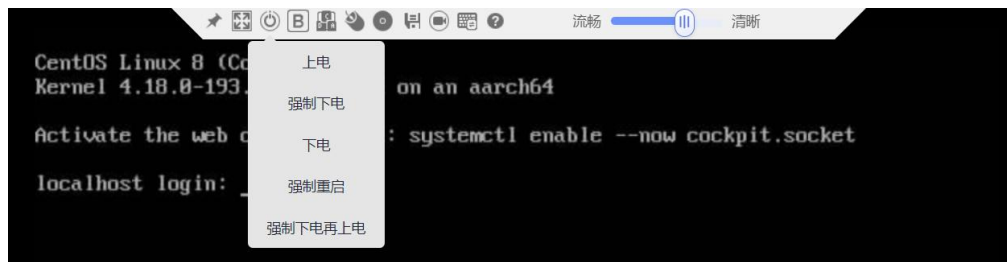 B
流畅 清晰
CentOS Linux 8 (Co
Kernel 4.18.0-193. on an aarch64
Activate the web c : systemctl enable --now cockpit.socket
localhost login: _
上电
强制下电
下电
强制重启
强制下电再上电